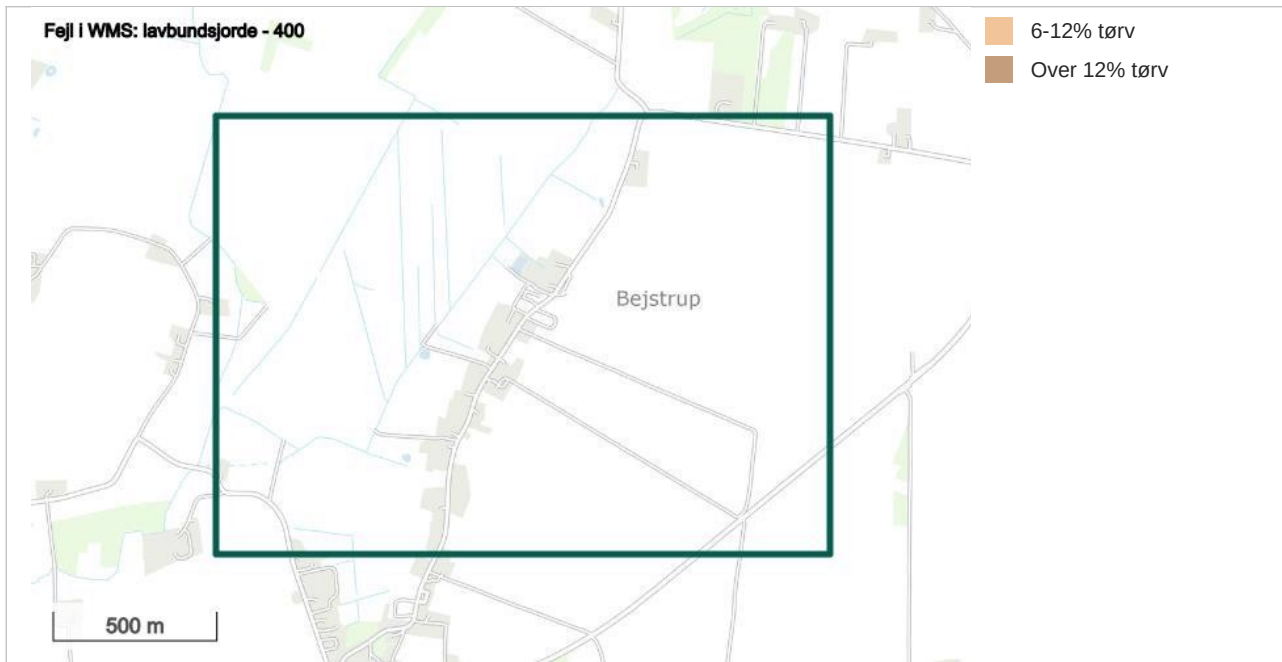 Fejl i WMS: lavbundsjorde - 400
6-12% tørv
Over 12% tørv
Bejstrup
500 m